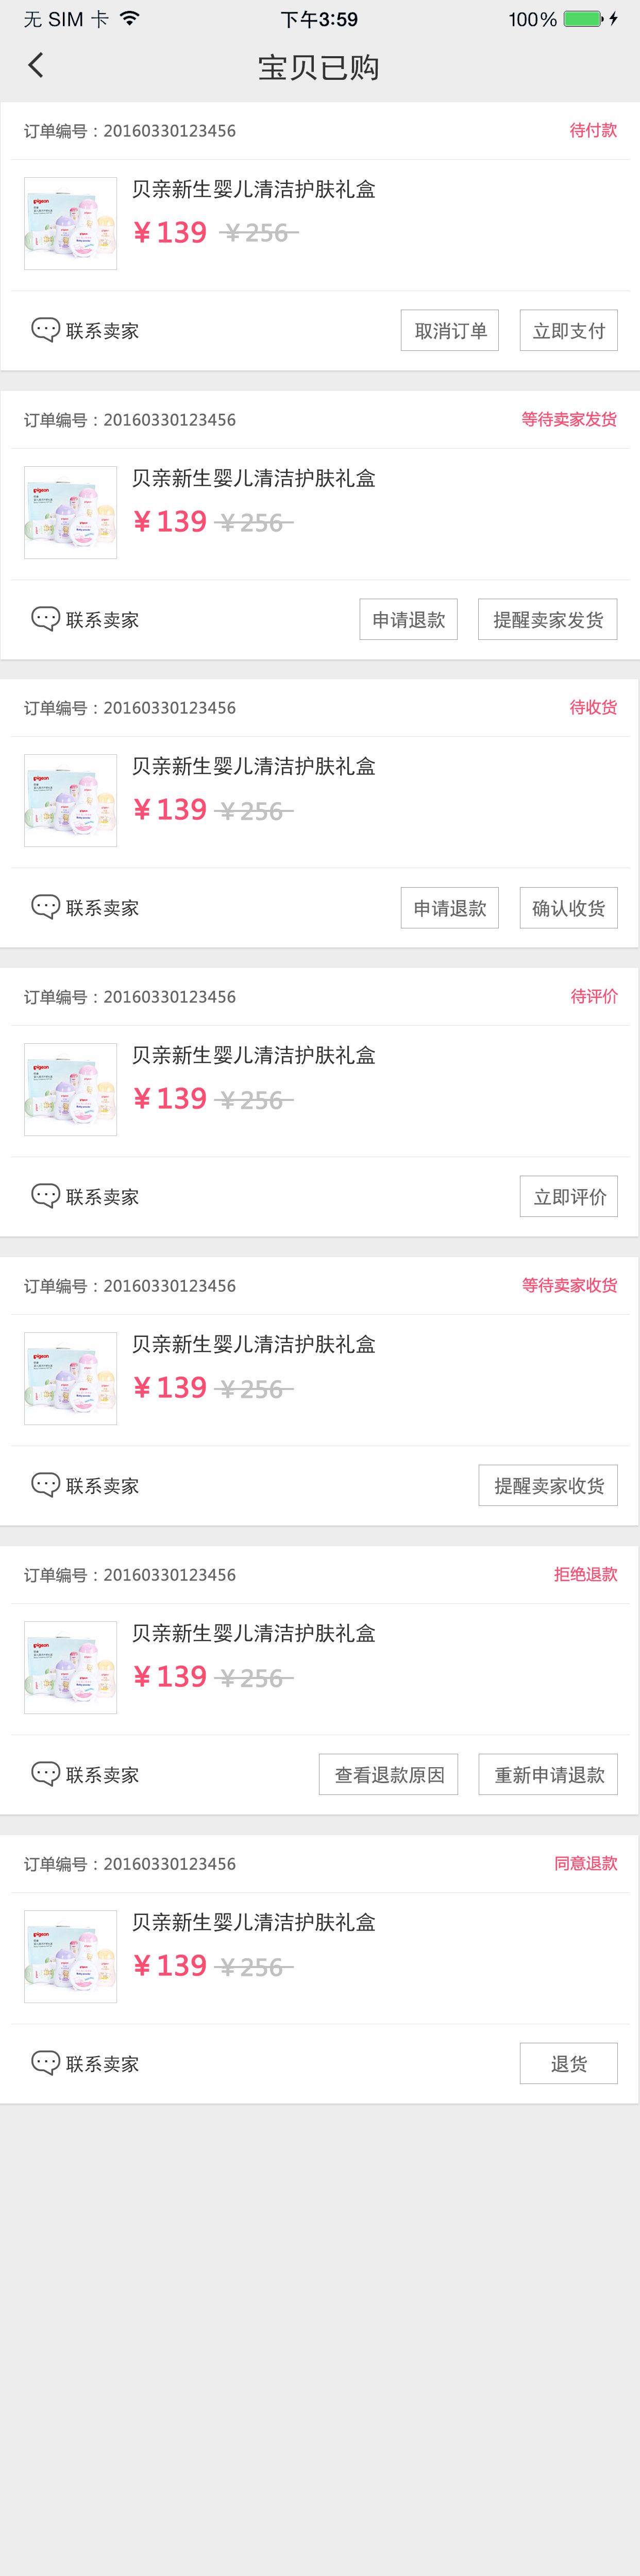 无 SIM 卡 下午3:59 100%
宝贝已购
订单编号：20160330123456 待付款
pigeon
贝亲新生婴儿清洁护肤礼盒
￥139 ￥256
联系卖家 取消订单 立即支付
订单编号：20160330123456 等待卖家发货
pigeon
贝亲新生婴儿清洁护肤礼盒
￥139 ￥256
联系卖家 申请退款 提醒卖家发货
订单编号：20160330123456 待收货
pigeon
贝亲新生婴儿清洁护肤礼盒
￥139 ￥256
联系卖家 申请退款 确认收货
订单编号：20160330123456 待评价
pigeon
贝亲新生婴儿清洁护肤礼盒
￥139 ￥256
联系卖家 立即评价
订单编号：20160330123456 等待卖家收货
pigeon
贝亲新生婴儿清洁护肤礼盒
￥139 ￥256
联系卖家 提醒卖家收货
订单编号：20160330123456 拒绝退款
pigeon
贝亲新生婴儿清洁护肤礼盒
￥139 ￥256
联系卖家 查看退款原因 重新申请退款
订单编号：20160330123456 同意退款
pigeon
贝亲新生婴儿清洁护肤礼盒
￥139 ￥256
联系卖家 退货